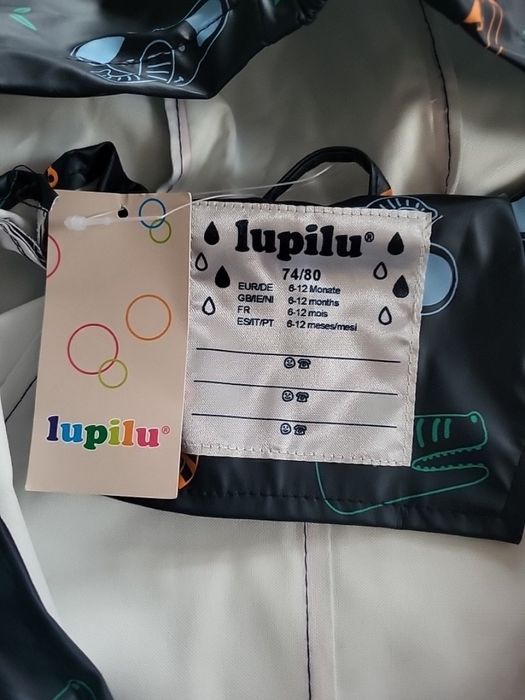 lupilu®
74/80
EUR/DE 6-12 Monate
GB/IE/NI 6-12 months
FR 6-12 mois
ES/IT/PT 6-12 meses/mesi
lupilu®